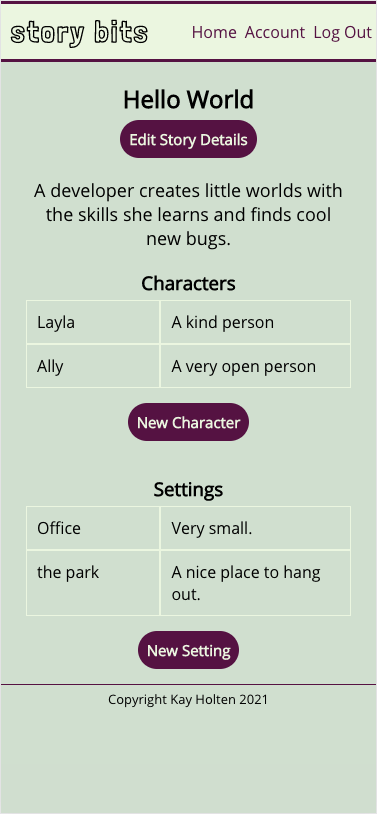 story bits Home Account Log Out
Hello World
Edit Story Details
A developer creates little worlds with
the skills she learns and finds cool
new bugs.
Characters
Layla A kind person
Ally A very open person
New Character
Settings
Office Very small.
the park A nice place to hang
out.
New Setting
Copyright Kay Holten 2021